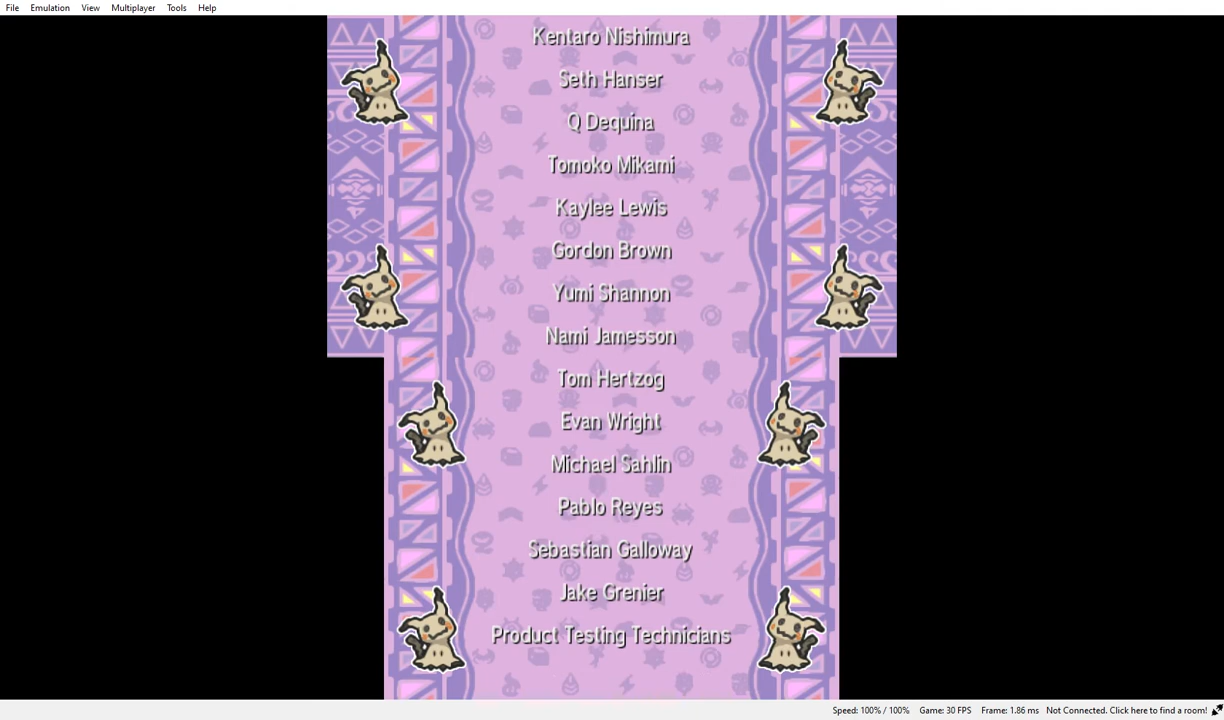 File Emulation View Multiplayer Tools Help
Kentaro Nishimura
Seth Hanser
Q Dequina
Tomoko Mikami
Kaylee Lewis
Gordon Brown
Yumi Shannon
Nami Jamesson
Tom Hertzog
Evan Wright
Michael Sahlin
Pablo Reyes
Sebastian Galloway
Jake Grenier
Product Testing Technicians
Speed: 100% / 100% Game: 30 FPS Frame: 1.86 ms Not Connected. Click here to find a room!